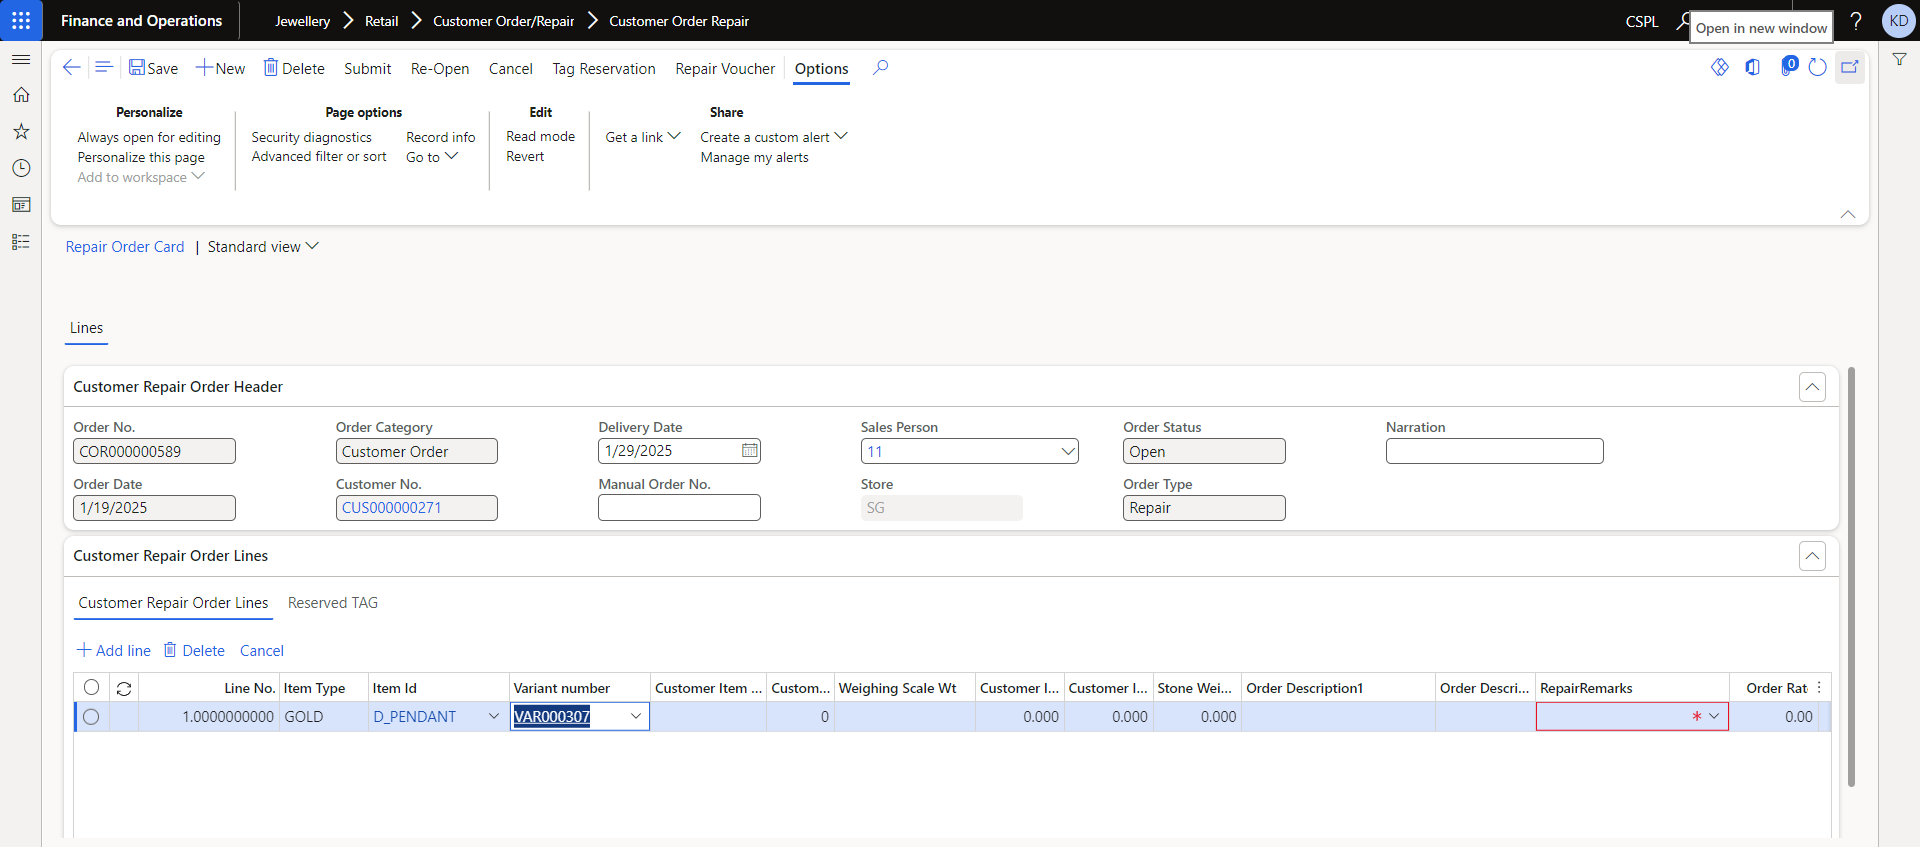 Finance and Operations
Jewellery
Retail
Customer Order/Repair
Customer Order Repair
CSPL
Open in new window
?
KD
Save
New
Delete
Submit
Re-Open
Cancel
Tag Reservation
Repair Voucher
Options
0
Personalize
Always open for editing
Personalize this page
Add to workspace
Page options
Security diagnostics
Advanced filter or sort
Record info
Go to
Edit
Read mode
Revert
Share
Get a link
Create a custom alert
Manage my alerts
Repair Order Card | Standard view
Lines
Customer Repair Order Header
Order No.
COR000000589
Order Category
Customer Order
Delivery Date
1/29/2025
Sales Person
11
Order Status
Open
Narration
Order Date
1/19/2025
Customer No.
CUS000000271
Manual Order No.
Store
SG
Order Type
Repair
Customer Repair Order Lines
Customer Repair Order Lines
Reserved TAG
Add line
Delete
Cancel
Line No. Item Type Item Id Variant number Customer Item ... Custom... Weighing Scale Wt Customer I... Customer I... Stone Wei... Order Description1 Order Descri... RepairRemarks Order Rat
1.0000000000 GOLD D_PENDANT VAR000307 0 0.000 0.000 0.000 * 0.00